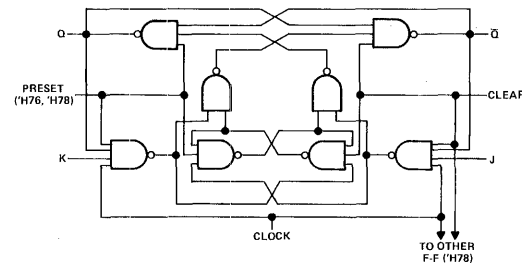 Q
Q̅
PRESET
('H76, 'H78)
CLEAR
K
J
CLOCK
TO OTHER
F-F ('H78)